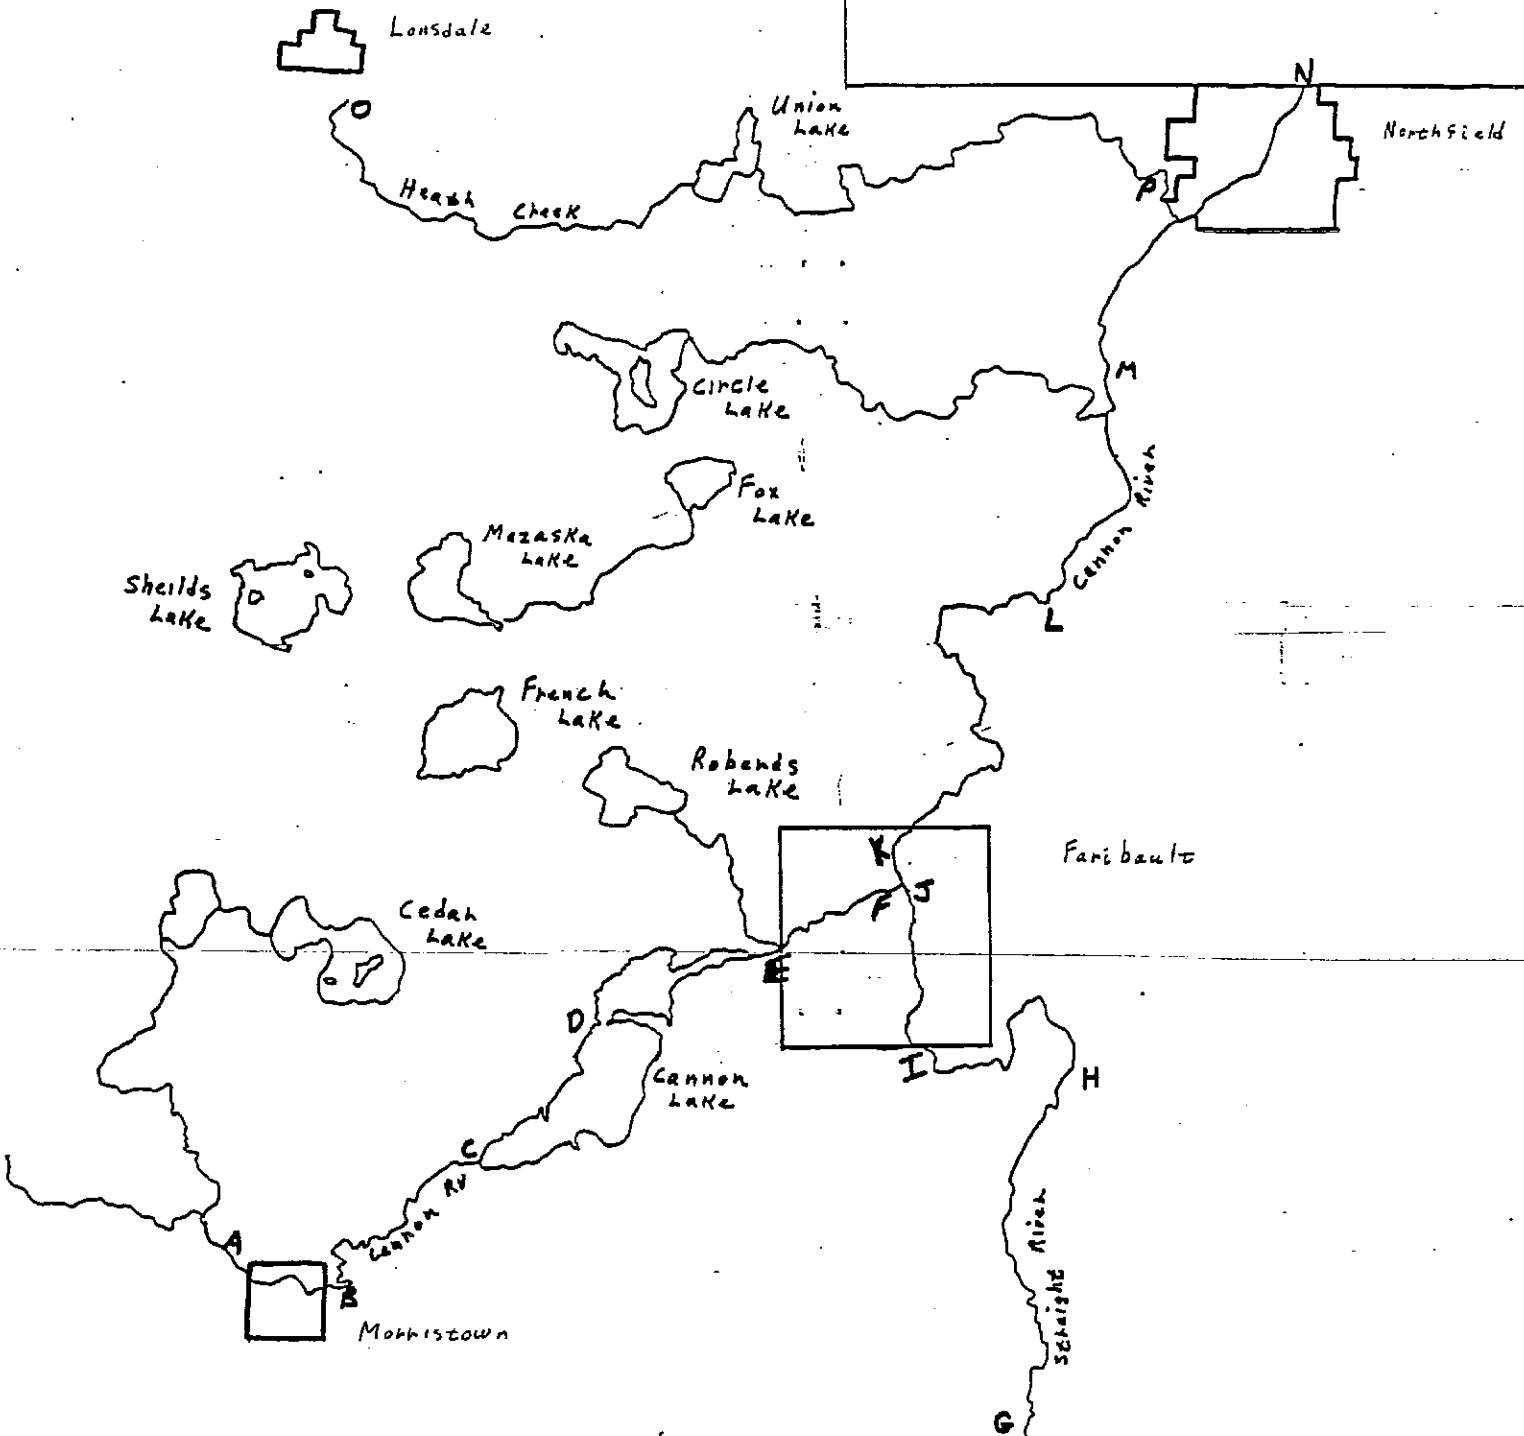 Lonsdale
N
O
Union
Lake
Northfield
Heath Creek
P
M
Circle
Lake
Cannon River
Fox
Lake
Mazaska
Lake
Sheilds
Lake
L
French
Lake
Roberds
Lake
K
Faribault
J
F
Cedar
Lake
E
D
I
H
Cannon
Lake
C
Cannon RV
A
B
Straight River
Morristown
G